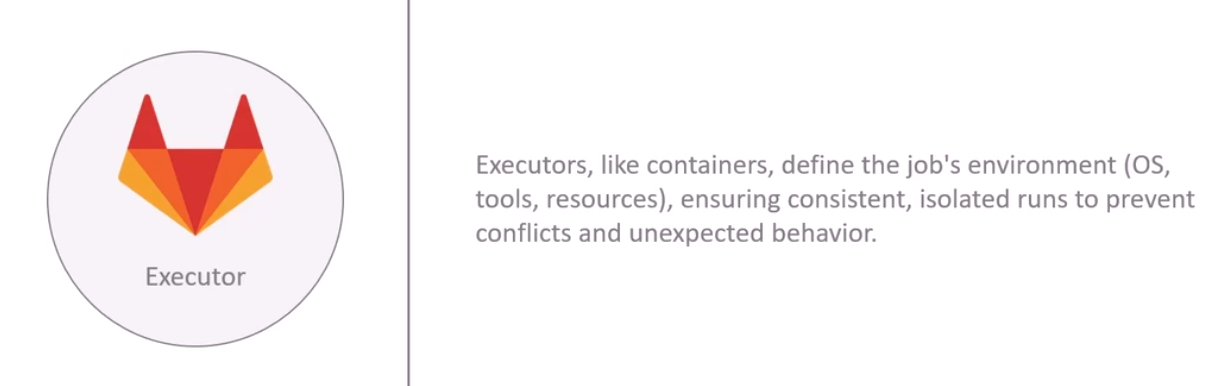 Executor
Executors, like containers, define the job's environment (OS,
tools, resources), ensuring consistent, isolated runs to prevent
conflicts and unexpected behavior.